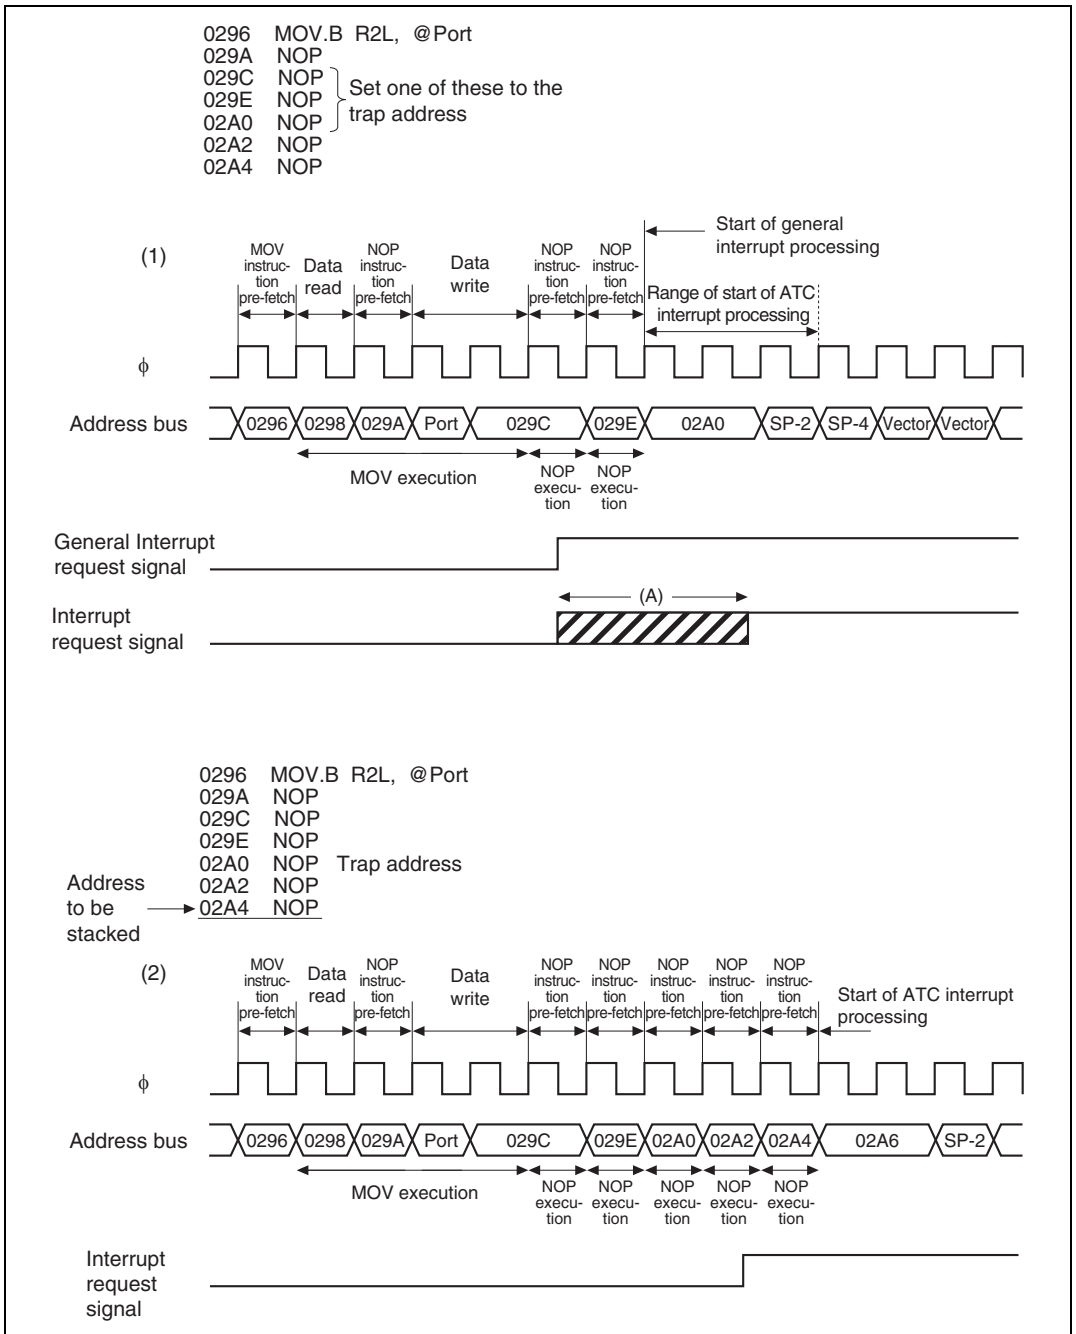 0296 MOV.B R2L, @Port
029A NOP
029C NOP
029E NOP
02A0 NOP
02A2 NOP
02A4 NOP
Set one of these to the
trap address
(1)
MOV
instruc-
tion
pre-fetch
Data
read
NOP
instruc-
tion
pre-fetch
Data
write
NOP
instruc-
tion
pre-fetch
NOP
instruc-
tion
pre-fetch
Start of general
interrupt processing
Range of start of ATC
interrupt processing
ϕ
Address bus 0296 0298 029A Port 029C 029E 02A0 SP-2 SP-4 Vector Vector
MOV execution
NOP
execu-
tion
NOP
execu-
tion
General Interrupt
request signal
(A)
Interrupt
request signal
0296 MOV.B R2L, @Port
029A NOP
029C NOP
029E NOP
02A0 NOP Trap address
02A2 NOP
02A4 NOP
Address
to be
stacked
(2)
MOV
instruc-
tion
pre-fetch
Data
read
NOP
instruc-
tion
pre-fetch
Data
write
NOP
instruc-
tion
pre-fetch
NOP
instruc-
tion
pre-fetch
NOP
instruc-
tion
pre-fetch
NOP
instruc-
tion
pre-fetch
NOP
instruc-
tion
pre-fetch
Start of ATC interrupt
processing
ϕ
Address bus 0296 0298 029A Port 029C 029E 02A0 02A2 02A4 02A6 SP-2
MOV execution
NOP
execu-
tion
NOP
execu-
tion
NOP
execu-
tion
NOP
execu-
tion
NOP
execu-
tion
Interrupt
request
signal